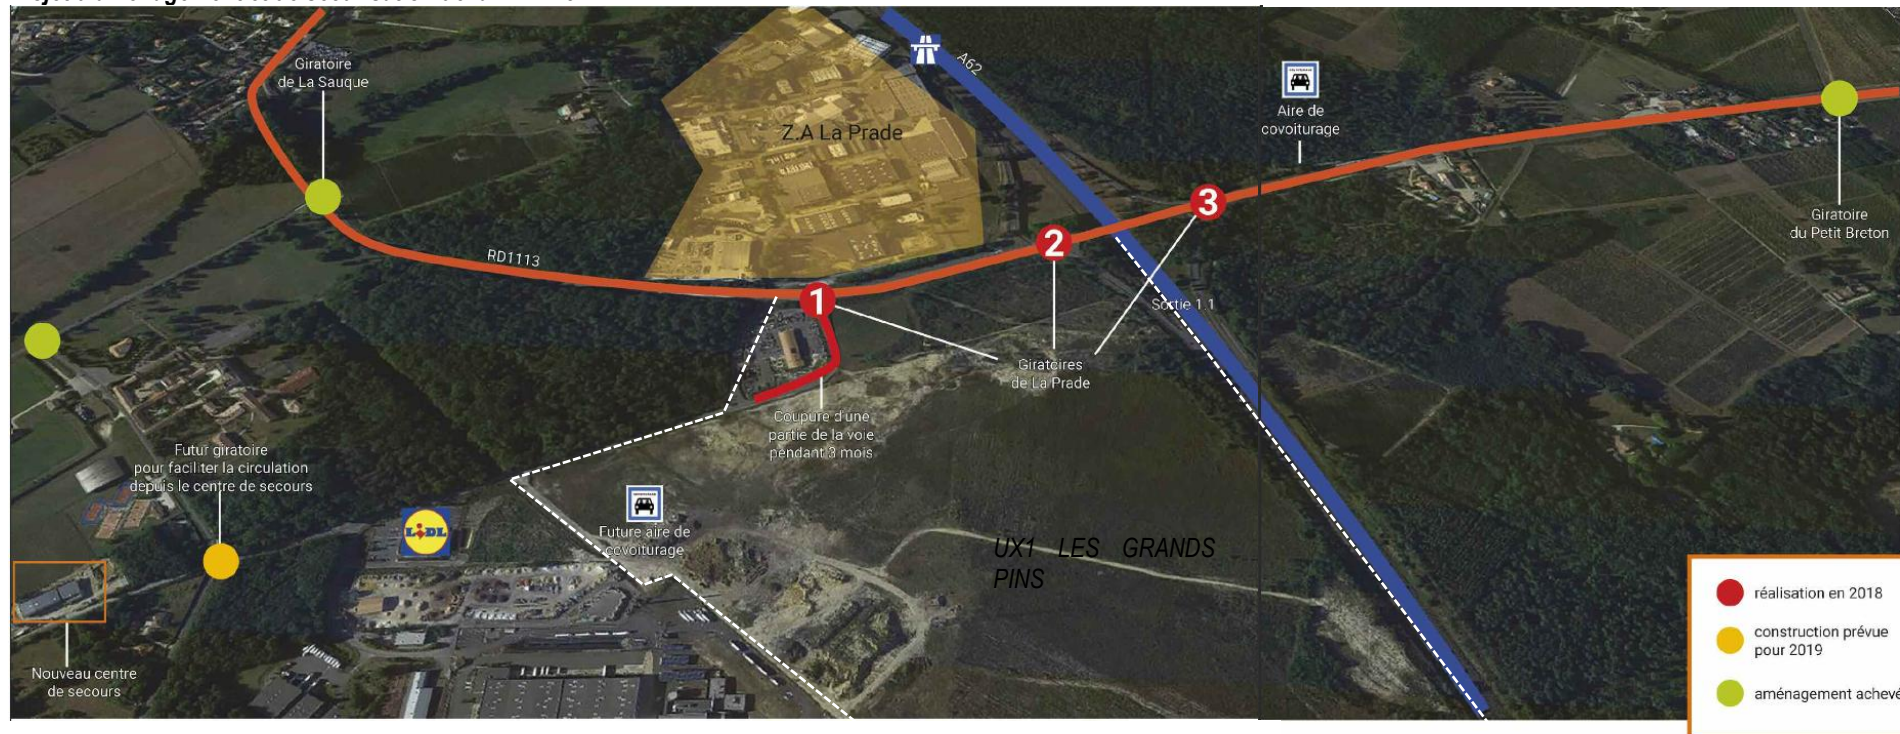 Giratoire
de La Sauque
Z.A La Prade
A62
Aire de
covoiturage
3
2
Giratoire
du Petit Breton
RD1113
1
Sortie 1.1
Giratoires
de La Prade
Coupure d'une
partie de la voie
pendant 3 mois
Futur giratoire
pour faciliter la circulation
depuis le centre de secours
LiDL
Future aire de
covoiturage
UX1 LES GRANDS
PINS
Nouveau centre
de secours
réalisation en 2018
construction prévue
pour 2019
aménagement achevé